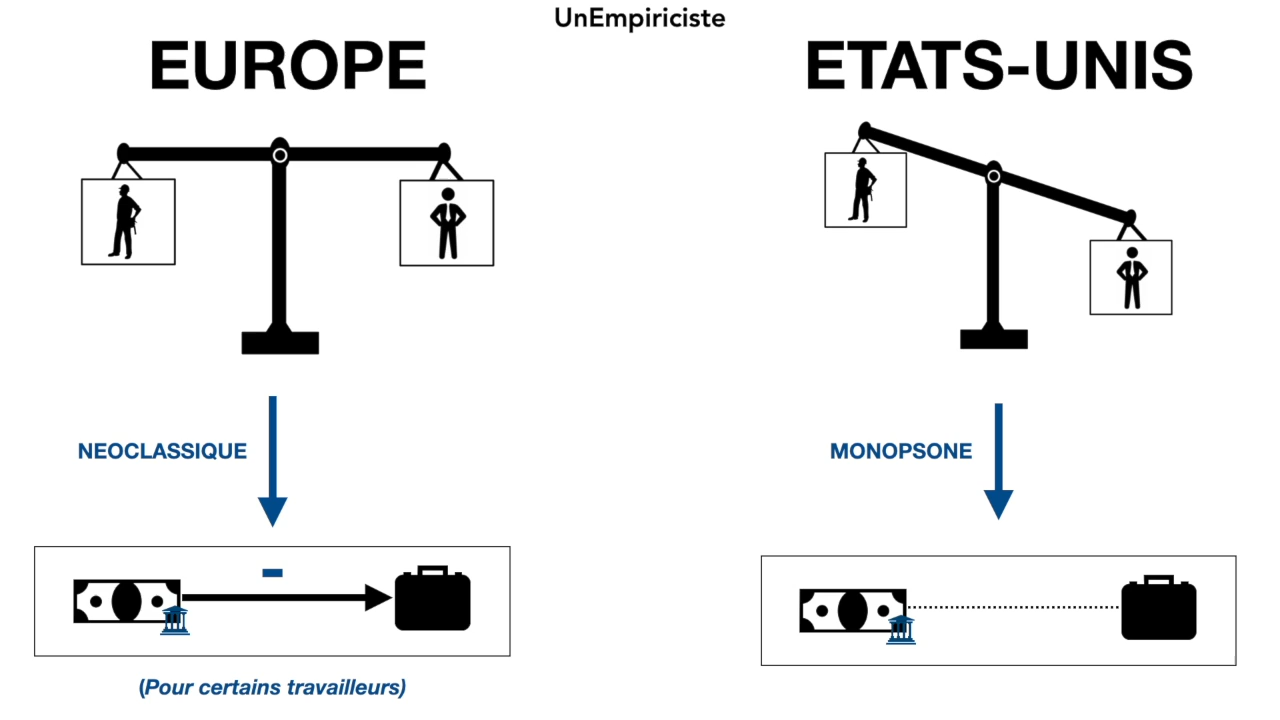 UnEmpiriciste
EUROPE
ETATS-UNIS
NEOCLASSIQUE
MONOPSONE
(Pour certains travailleurs)